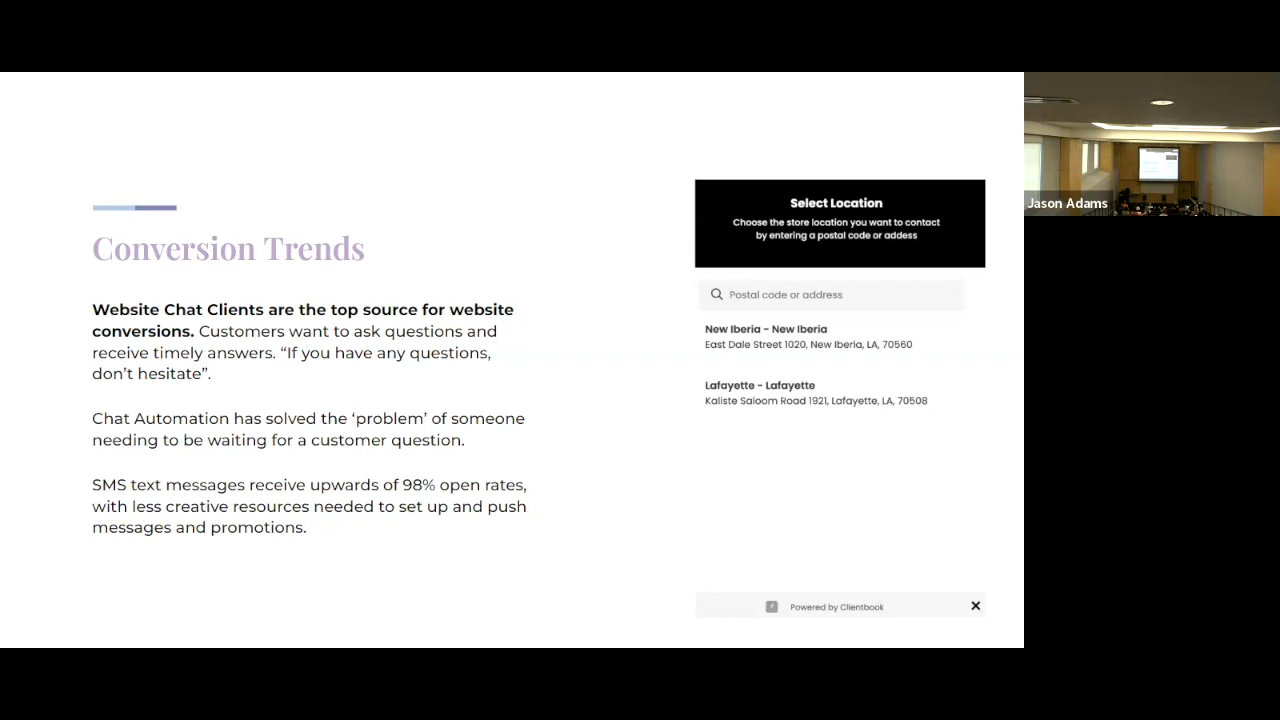 Conversion Trends
Website Chat Clients are the top source for website
conversions. Customers want to ask questions and
receive timely answers. “If you have any questions,
don’t hesitate”.
Chat Automation has solved the ‘problem’ of someone
needing to be waiting for a customer question.
SMS text messages receive upwards of 98% open rates,
with less creative resources needed to set up and push
messages and promotions.
Select Location
Choose the store location you want to contact
by entering a postal code or addess
Postal code or address
New Iberia - New Iberia
East Dale Street 1020, New Iberia, LA, 70560
Lafayette - Lafayette
Kaliste Saloom Road 1921, Lafayette, LA, 70508
Powered by Clientbook
Jason Adams